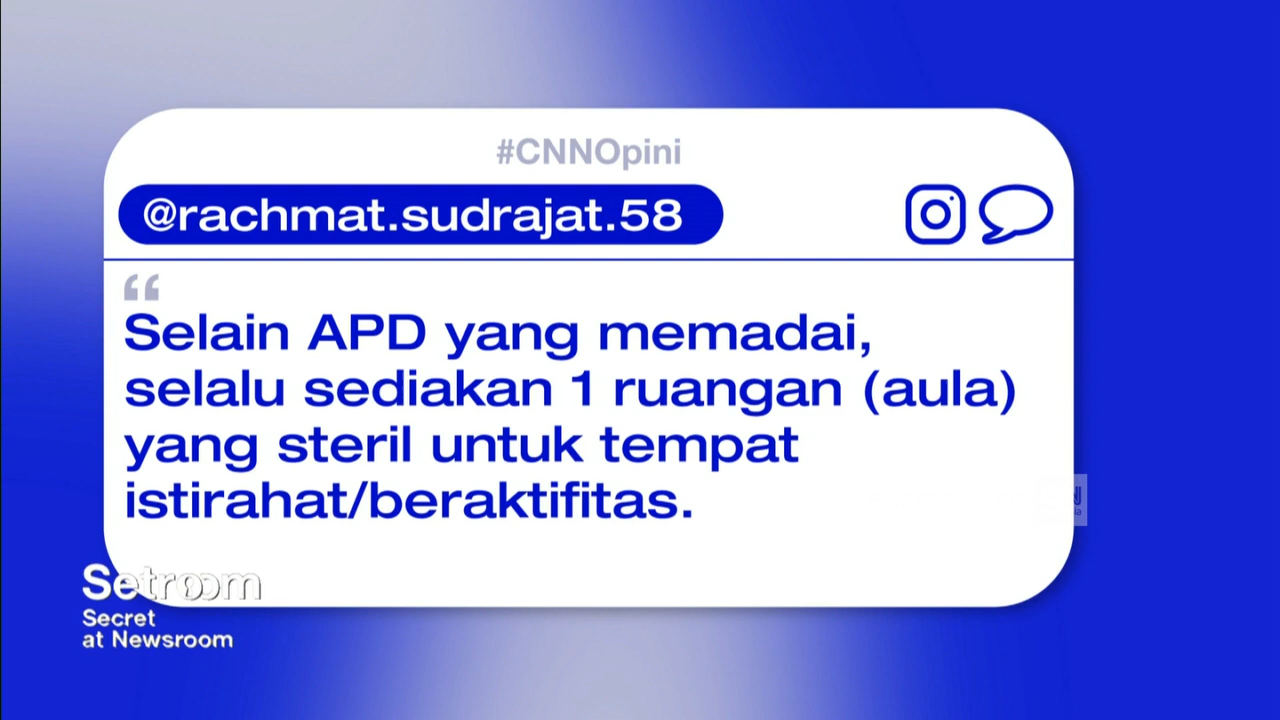 #CNNOpini
@rachmat.sudrajat.58
“
Selain APD yang memadai,
selalu sediakan 1 ruangan (aula)
yang steril untuk tempat
istirahat/beraktifitas.
Setroom
Secret
at Newsroom